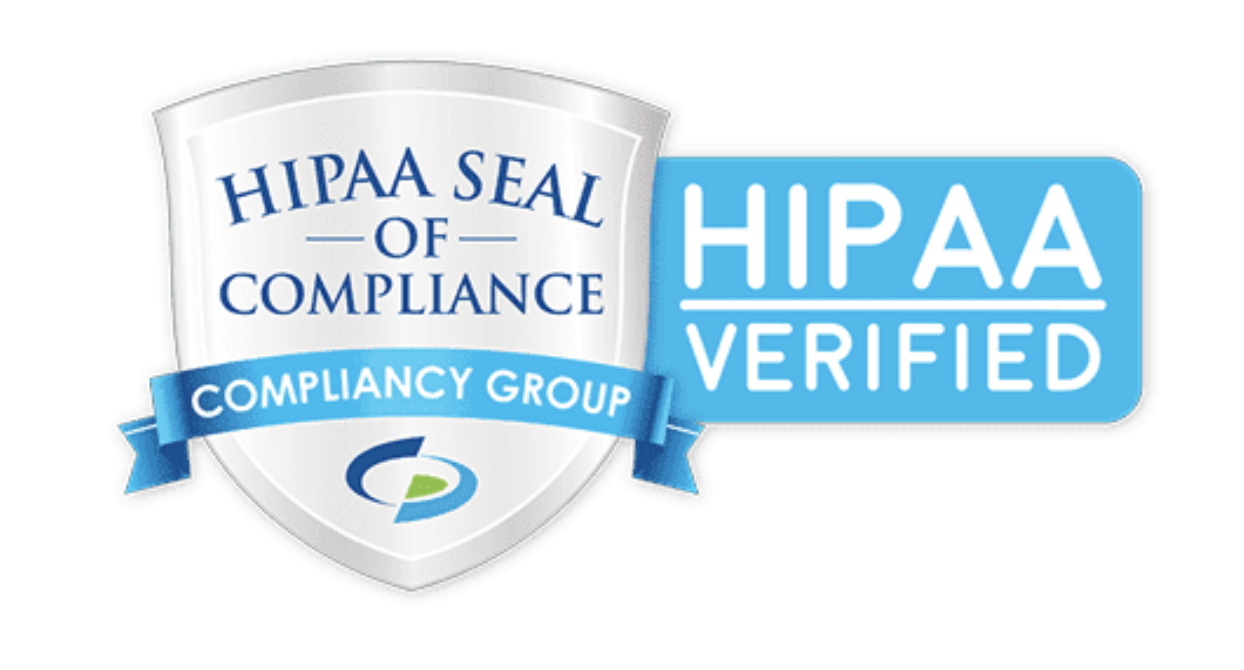 HIPAA SEAL
OF
COMPLIANCE
COMPLIANCY GROUP
HIPAA
VERIFIED